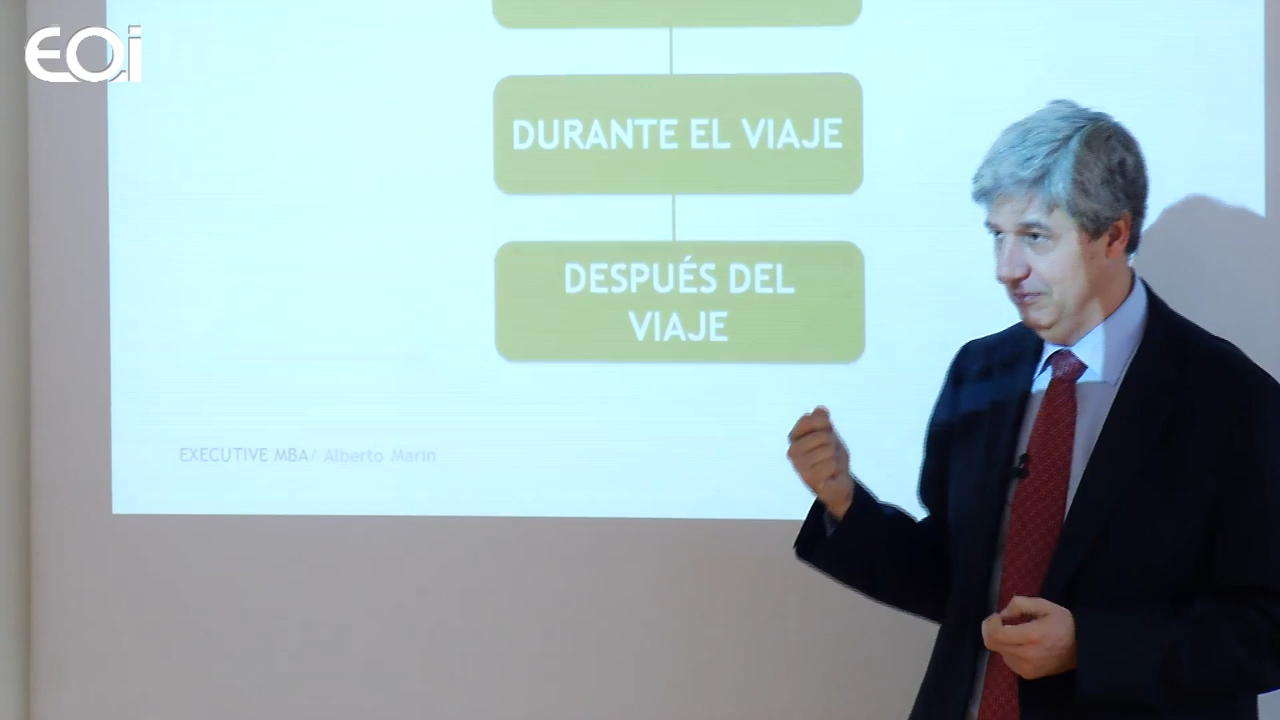 EOi
DURANTE EL VIAJE
DESPUÉS DEL
VIAJE
EXECUTIVE MBA/ Alberto Marín